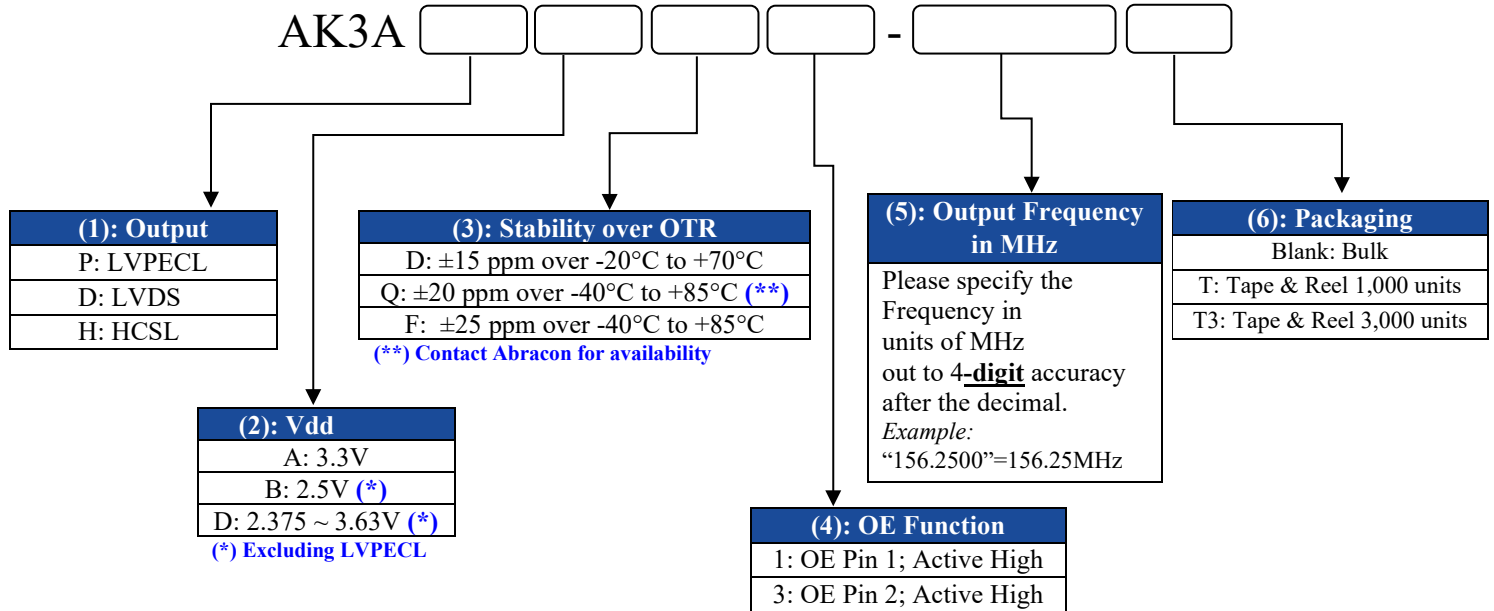 AK3A -
(1): Output
P: LVPECL
D: LVDS
H: HCSL
(2): Vdd
A: 3.3V
B: 2.5V (*)
D: 2.375 ~ 3.63V (*)
(*) Excluding LVPECL
(3): Stability over OTR
D: ±15 ppm over -20°C to +70°C
Q: ±20 ppm over -40°C to +85°C (**)
F: ±25 ppm over -40°C to +85°C
(**) Contact Abracon for availability
(4): OE Function
1: OE Pin 1; Active High
3: OE Pin 2; Active High
(5): Output Frequency
in MHz
Please specify the
Frequency in
units of MHz
out to 4-digit accuracy
after the decimal.
Example:
“156.2500”=156.25MHz
(6): Packaging
Blank: Bulk
T: Tape & Reel 1,000 units
T3: Tape & Reel 3,000 units